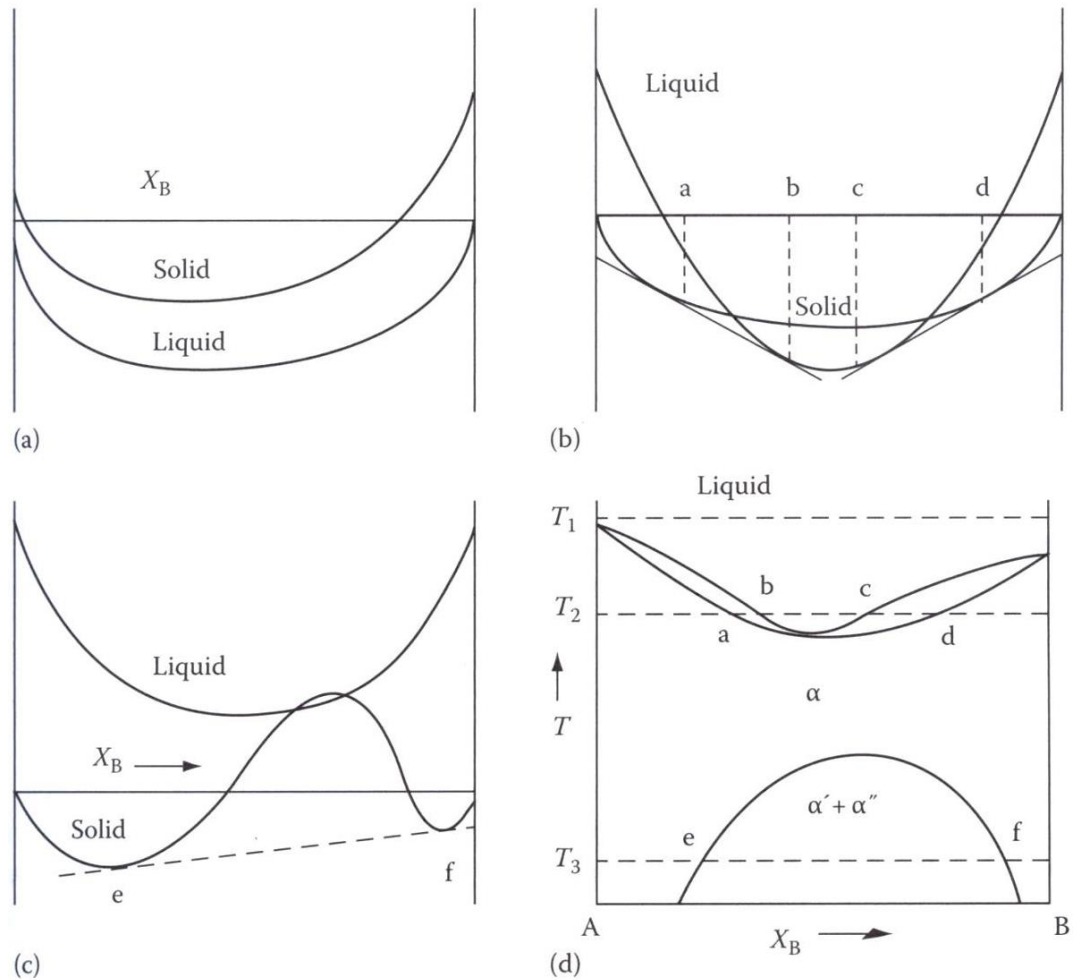 X_B
Solid
Liquid
(a)
Liquid
a b c d
Solid
(b)
Liquid
X_B
Solid
e
f
(c)
Liquid
T_1
b c
T_2
a d
α
T
α′ + α″
e f
T_3
A B
X_B
(d)